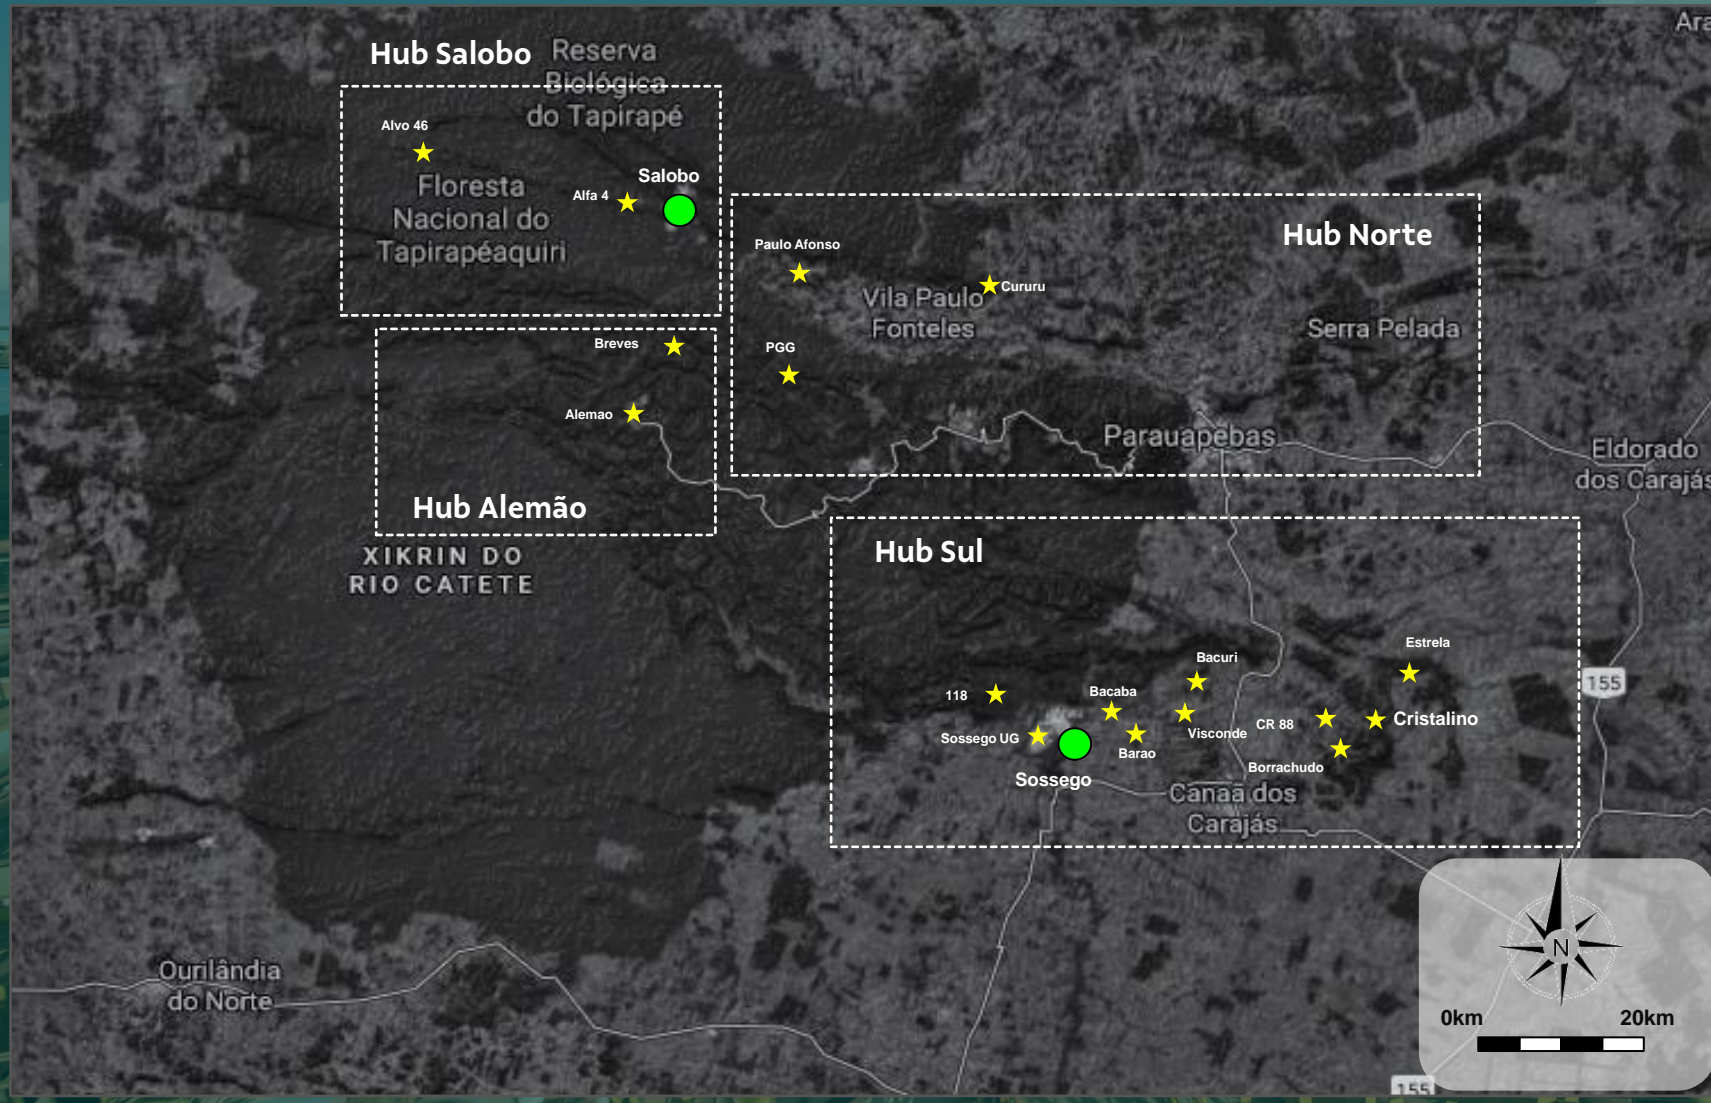 Ara
Hub Salobo
Reserva
Biológica
do Tapirapé
Alvo 46
Salobo
Floresta
Nacional do
Tapirapéaquiri
Alfa 4
Hub Norte
Paulo Afonso
Cururu
Vila Paulo
Fonteles
Serra Pelada
Breves
PGG
Alemao
Parauapebas
Eldorado
dos Carajás
Hub Alemão
XIKRIN DO
RIO CATETE
Hub Sul
Estrela
Bacuri
155
118
Bacaba
Cristalino
CR 88
Visconde
Sossego UG
Barao
Borrachudo
Sossego
Canaã dos
Carajás
N
Ourilândia
do Norte
0km 20km
155